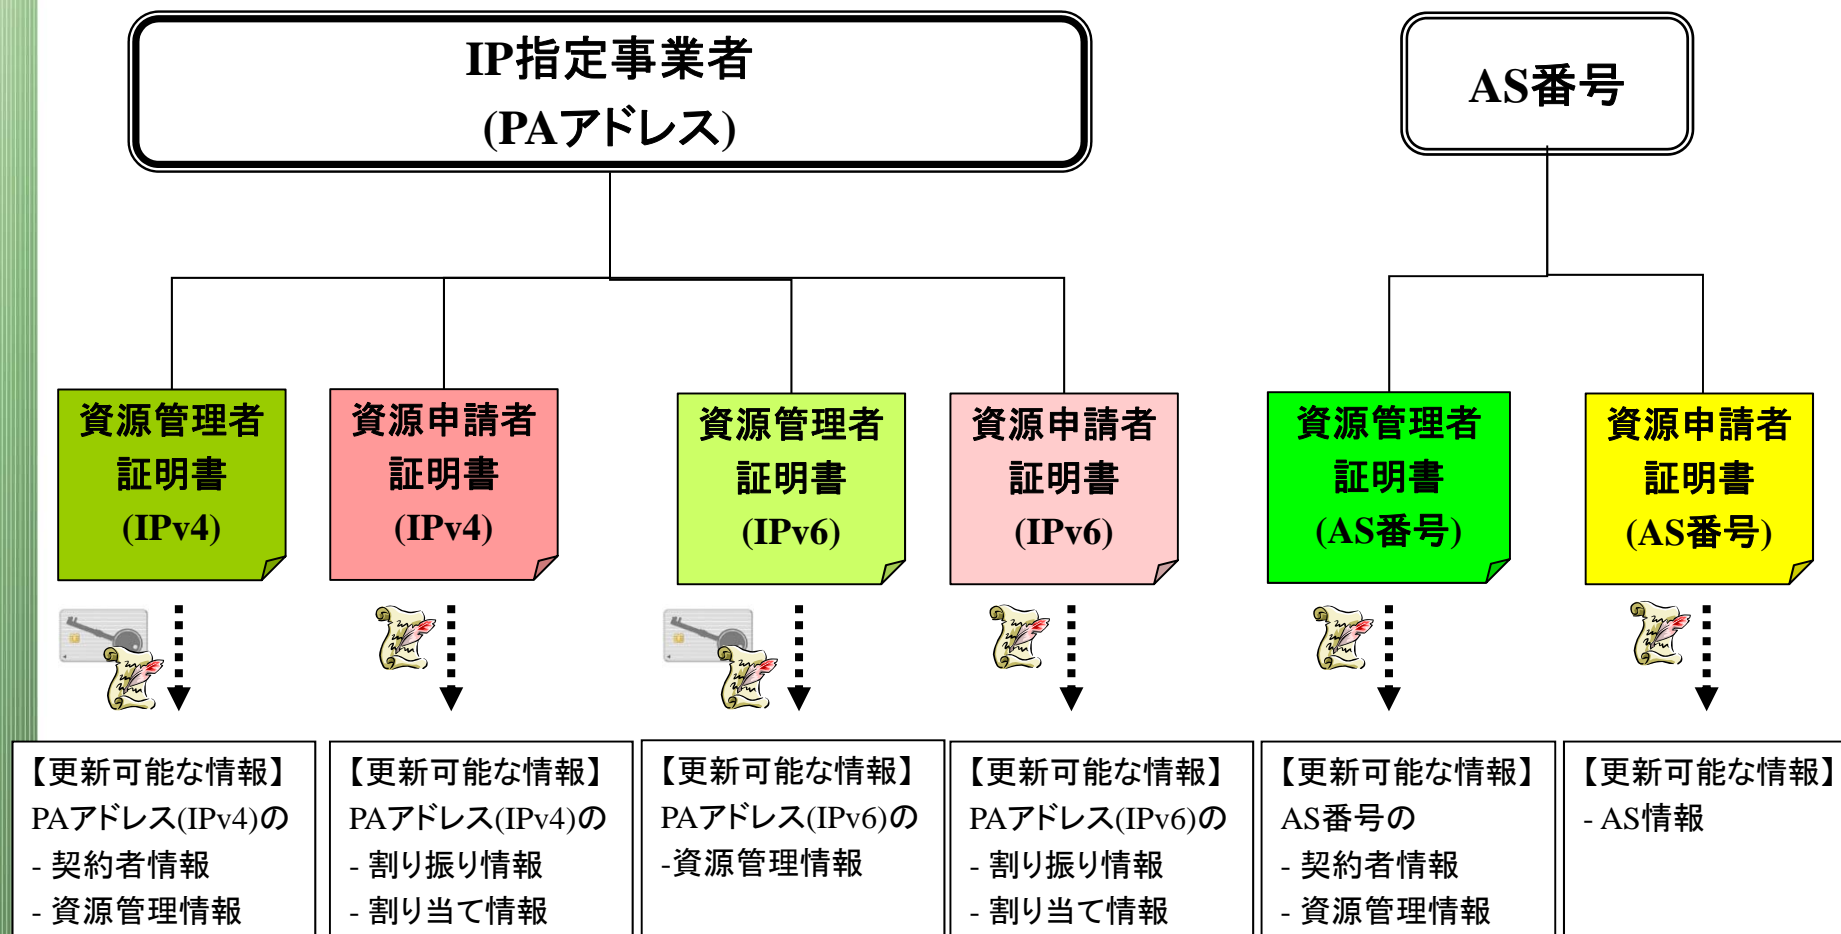 IP指定事業者
(PAアドレス)
AS番号
資源管理者
証明書
(IPv4)
資源申請者
証明書
(IPv4)
資源管理者
証明書
(IPv6)
資源申請者
証明書
(IPv6)
資源管理者
証明書
(AS番号)
資源申請者
証明書
(AS番号)
【更新可能な情報】
PAアドレス(IPv4)の
- 契約者情報
- 資源管理情報
【更新可能な情報】
PAアドレス(IPv4)の
- 割り振り情報
- 割り当て情報
【更新可能な情報】
PAアドレス(IPv6)の
-資源管理情報
【更新可能な情報】
PAアドレス(IPv6)の
- 割り振り情報
- 割り当て情報
【更新可能な情報】
AS番号の
- 契約者情報
- 資源管理情報
【更新可能な情報】
- AS情報